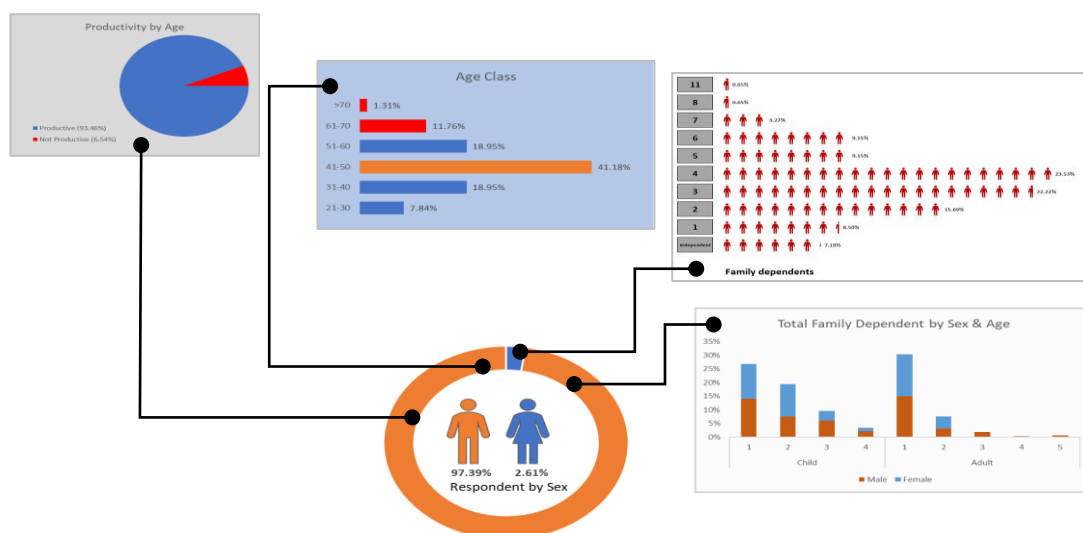 Productivity by Age
Productive (93.46%)
Not Productive (6.54%)
Age Class
>70 1.31%
61-70 11.76%
51-60 18.95%
41-50 41.18%
31-40 18.95%
21-30 7.84%
11 0.65%
8 0.65%
7 3.27%
6 9.15%
5 9.15%
4 23.53%
3 22.22%
2 15.69%
1 8.50%
Independent 7.19%
Family dependents
Total Family Dependent by Sex & Age
35%
30%
25%
20%
15%
10%
5%
0%
1 2 3 4 1 2 3 4 5
Child Adult
Male Female
97.39% 2.61%
Respondent by Sex